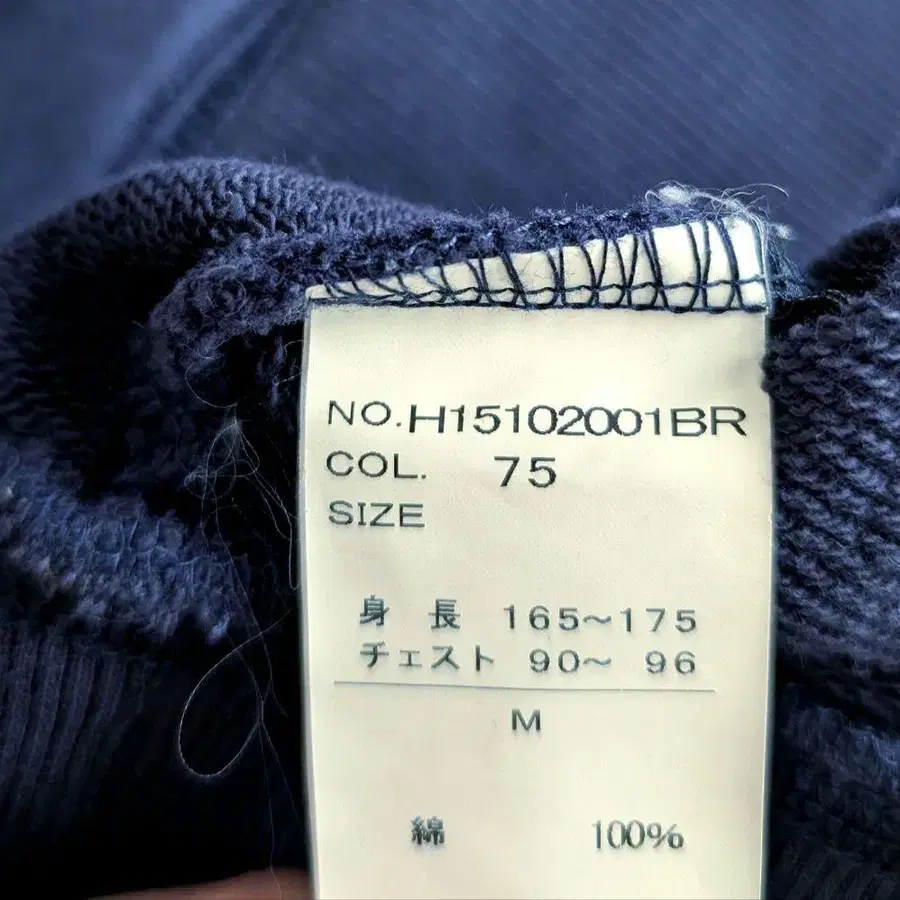 NO.H15102001BR
COL. 75
SIZE
身 長 165〜175
チェスト 90〜 96
M
綿 100%